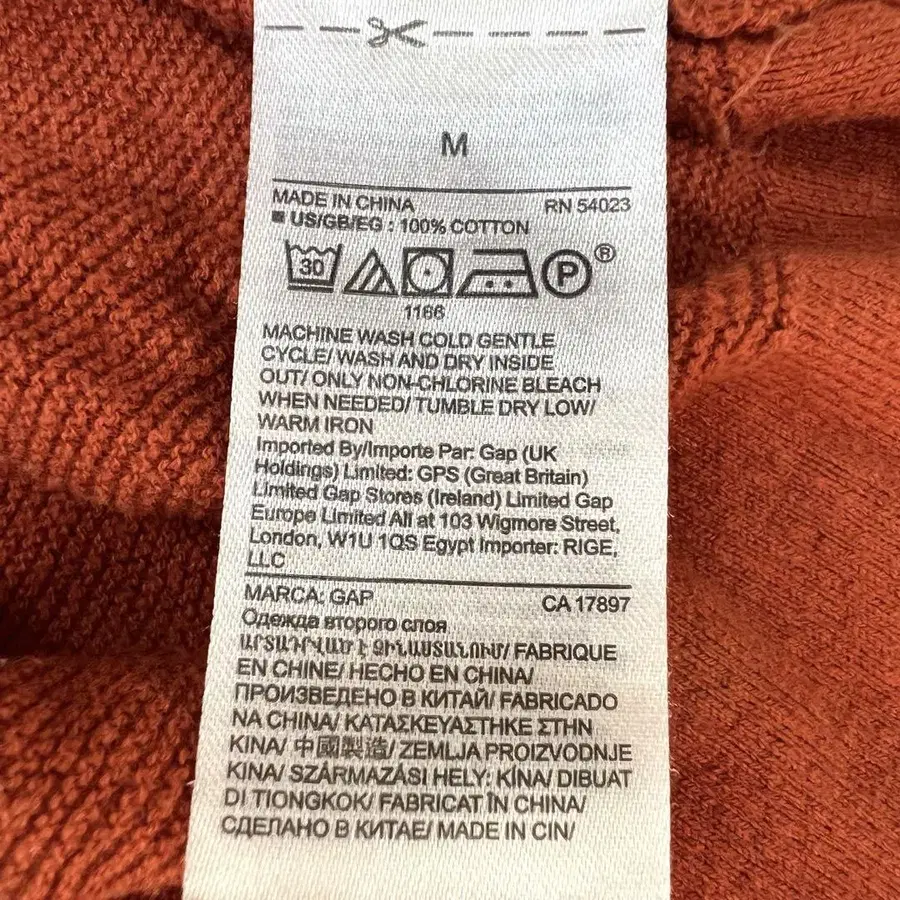 M
MADE IN CHINA RN 54023
US/GB/EG : 100% COTTON
30 P ®
1166
MACHINE WASH COLD GENTLE
CYCLE/ WASH AND DRY INSIDE
OUT/ ONLY NON-CHLORINE BLEACH
WHEN NEEDED/ TUMBLE DRY LOW/
WARM IRON
Imported By/Importe Par: Gap (UK
Holdings) Limited: GPS (Great Britain)
Limited Gap Stores (Ireland) Limited Gap
Europe Limited All at 103 Wigmore Street,
London, W1U 1QS Egypt Importer: RIGE,
LLC
MARCA: GAP CA 17897
Одежда второго слоя
ԱՐՏԱԴՐՎԱԾ Է ՉԻՆԱՍՏԱՆՈՒՄ/ FABRIQUE
EN CHINE/ HECHO EN CHINA/
ПРОИЗВЕДЕНО В КИТАЙ/ FABRICADO
NA CHINA/ ΚΑΤΑΣΚΕΥΑΣΤΗΚΕ ΣΤΗΝ
ΚΙΝΑ/ 中國製造/ ZEMLJA PROIZVODNJE
KINA/ SZÁRMAZÁSI HELY: KÍNA/ DIBUAT
DI TIONGKOK/ FABRICAT ÎN CHINA/
СДЕЛАНО В КИТАЕ/ MADE IN CIN/